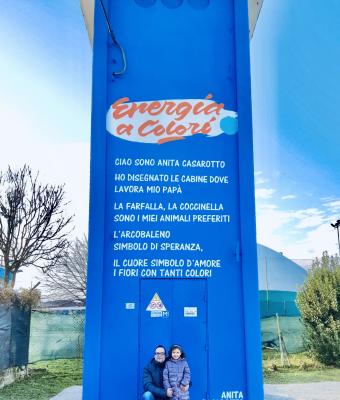 Energia
a Colori
CIAO SONO ANITA CASAROTTO
HO DISEGNATO LE CABINE DOVE
LAVORA MIO PAPÀ
LA FARFALLA, LA COCCINELLA
SONO I MIEI ANIMALI PREFERITI
L'ARCOBALENO
SIMBOLO DI SPERANZA,
IL CUORE SIMBOLO D'AMORE
I FIORI CON TANTI COLORI
ANITA